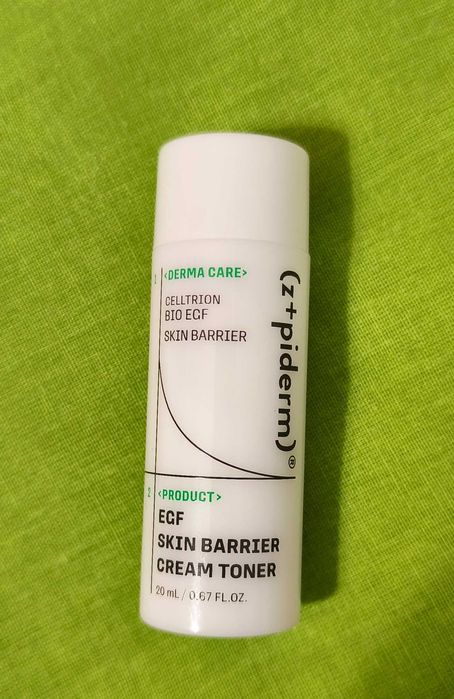 1 <DERMA CARE>
CELLTRION
BIO EGF
SKIN BARRIER
(z+piderm)®
2 <PRODUCT>
EGF
SKIN BARRIER
CREAM TONER
20 mL / 0.67 FL.OZ.